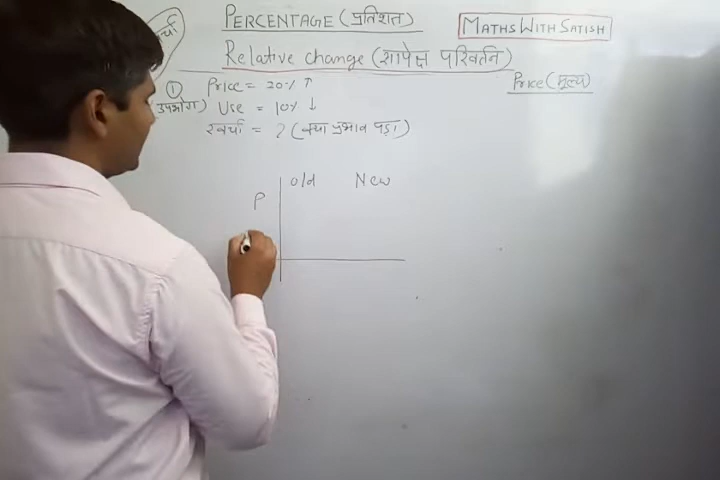 PERCENTAGE (प्रतिशत)
MATHS WITH SATISH
Relative change (सापेक्ष परिवर्तन)
Price (मूल्य)
① Price = 20% ↑
उपभोग) Use = 10% ↓
खर्चा = ? (क्या प्रभाव पड़ा)
old New
P